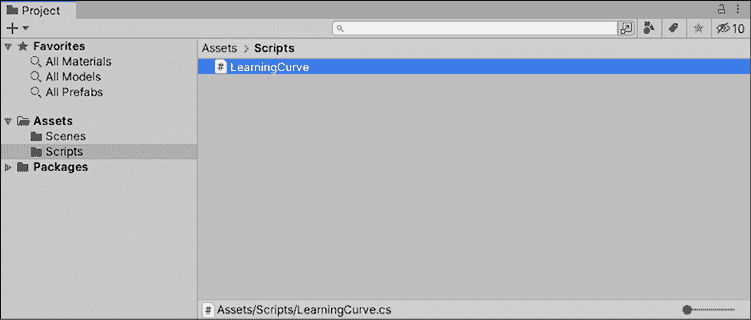 Project
10
Favorites
All Materials
All Models
All Prefabs
Assets
Scenes
Scripts
Packages
Assets > Scripts
# LearningCurve
# Assets/Scripts/LearningCurve.cs